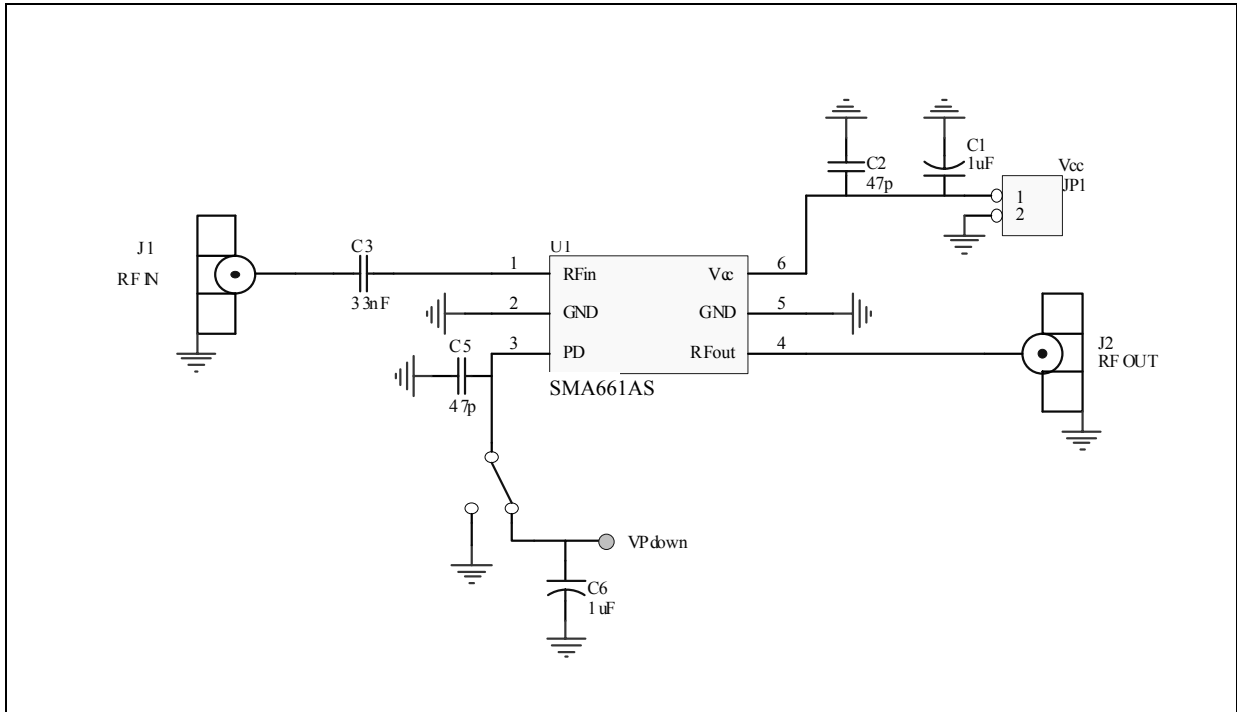 C2
47p
C1
1uF
Vcc
JP1
1
2
J1
RF IN
C3
33nF
U1
1
RFin
Vcc
6
2
GND
GND
5
3
PD
RFout
4
C5
47p
SMA661AS
J2
RF OUT
VPdown
C6
1uF